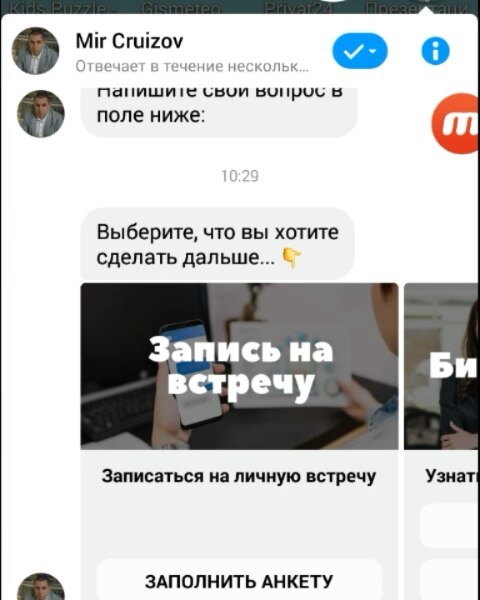 Kids Puzzle - Gismeteo Privat24 Презентаци
Mir Cruizov
Отвечает в течение нескольк...
Напишите свой вопрос в
поле ниже:
10:29
Выберите, что вы хотите
сделать дальше... 👇
Запись на
встречу
Би
Записаться на личную встречу
Узнат
ЗАПОЛНИТЬ АНКЕТУ